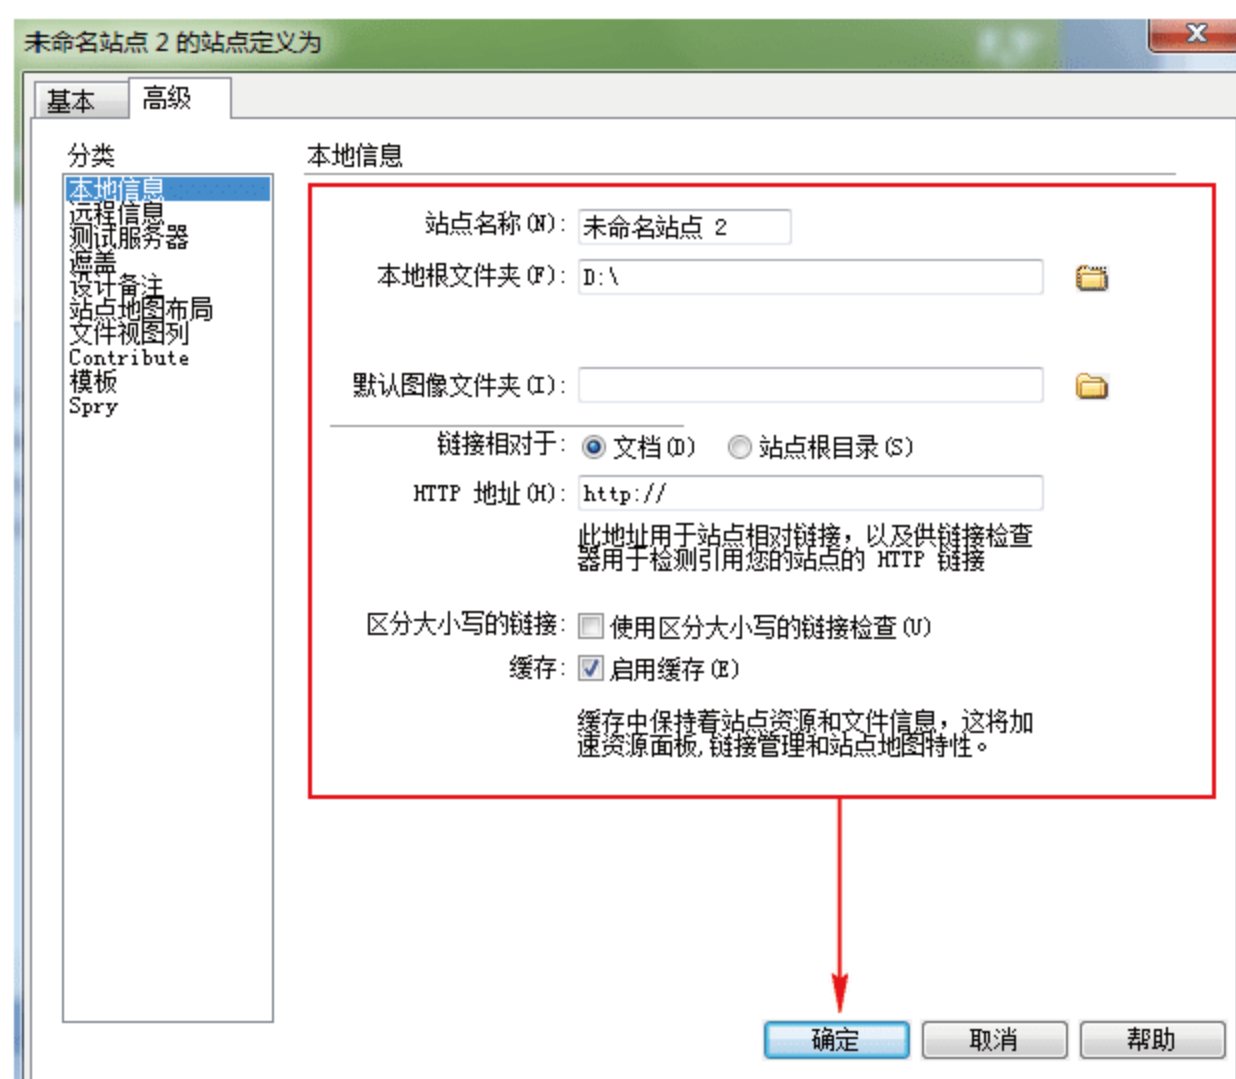 未命名站点 2 的站点定义为
基本
高级
分类
本地信息
远程信息
测试服务器
遮盖
设计备注
站点地图布局
文件视图列
Contribute
模板
Spry
本地信息
站点名称(N): 未命名站点 2
本地根文件夹(F): D:\
默认图像文件夹(I):
链接相对于: 文档(D) 站点根目录(S)
HTTP 地址(H): http://
此地址用于站点相对链接，以及供链接检查
器用于检测引用您的站点的 HTTP 链接
区分大小写的链接: 使用区分大小写的链接检查(U)
缓存: 启用缓存(E)
缓存中保持着站点资源和文件信息，这将加
速资源面板,链接管理和站点地图特性。
确定 取消 帮助